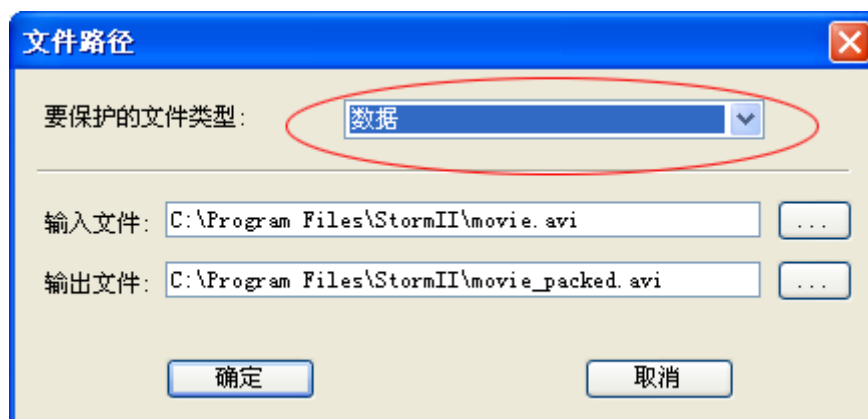 文件路径
要保护的文件类型: 数据
输入文件: C:\Program Files\StormII\movie.avi ...
输出文件: C:\Program Files\StormII\movie_packed.avi ...
确定 取消